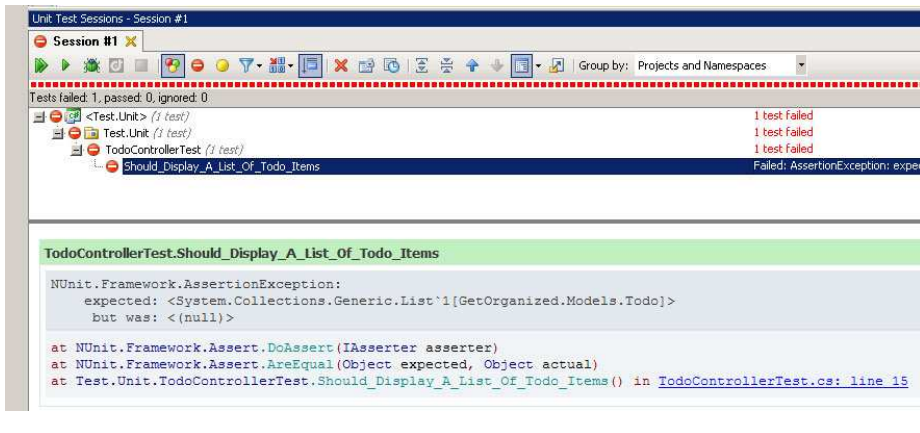 Unit Test Sessions - Session #1
Session #1
Group by: Projects and Namespaces
Tests failed: 1, passed: 0, ignored: 0
<Test.Unit> (1 test) 1 test failed
Test.Unit (1 test) 1 test failed
TodoControllerTest (1 test) 1 test failed
Should_Display_A_List_Of_Todo_Items Failed: AssertionException: expe
TodoControllerTest.Should_Display_A_List_Of_Todo_Items
NUnit.Framework.AssertionException:
expected: <System.Collections.Generic.List`1[GetOrganized.Models.Todo]>
but was: <(null)>
at NUnit.Framework.Assert.DoAssert(IAsserter asserter)
at NUnit.Framework.Assert.AreEqual(Object expected, Object actual)
at Test.Unit.TodoControllerTest.Should_Display_A_List_Of_Todo_Items() in TodoControllerTest.cs: line 15